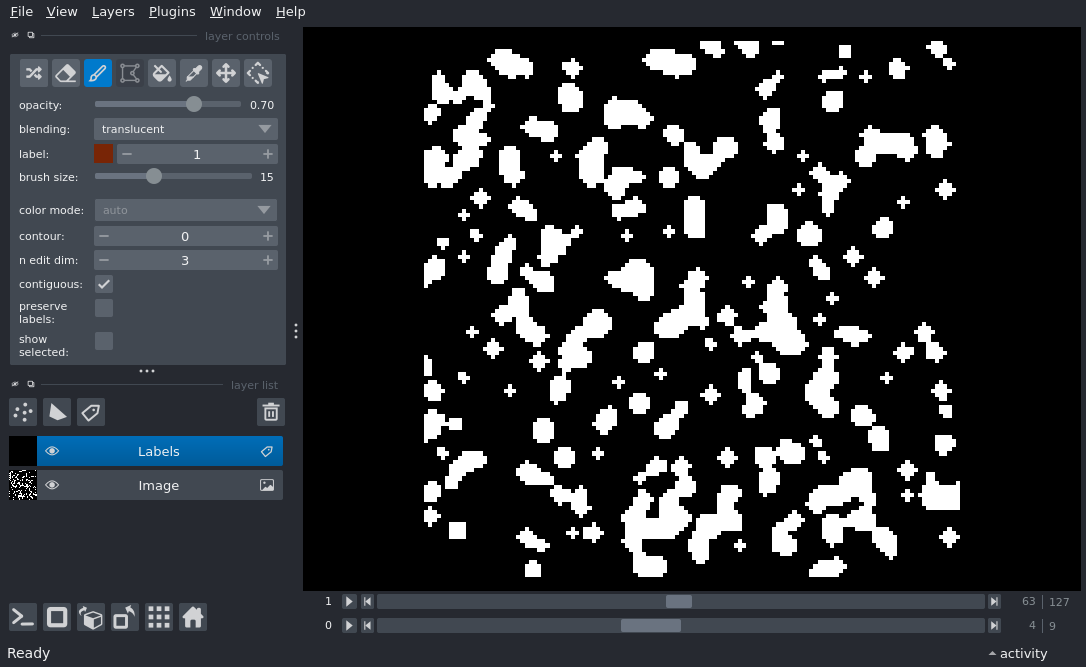 File View Layers Plugins Window Help
layer controls
opacity: 0.70
blending: translucent
label: 1
brush size: 15
color mode: auto
contour: 0
n edit dim: 3
contiguous:
preserve
labels:
show
selected:
layer list
Labels
Image
1 63 127
0 4 9
Ready activity